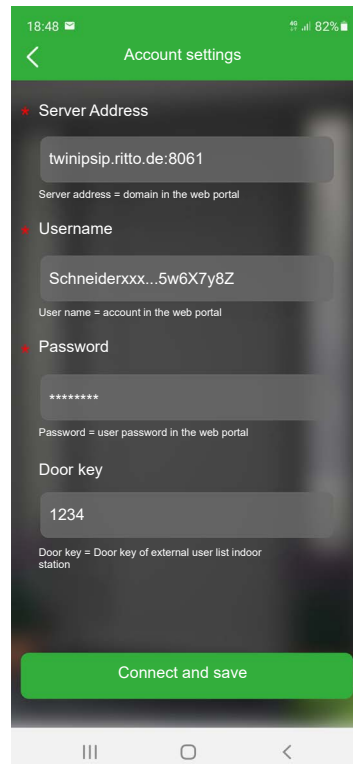 18:48
4G 82%
Account settings
* Server Address
twinipsip.ritto.de:8061
Server address = domain in the web portal
* Username
Schneiderxxx...5w6X7y8Z
User name = account in the web portal
* Password
********
Password = user password in the web portal
Door key
1234
Door key = Door key of external user list indoor
station
Connect and save